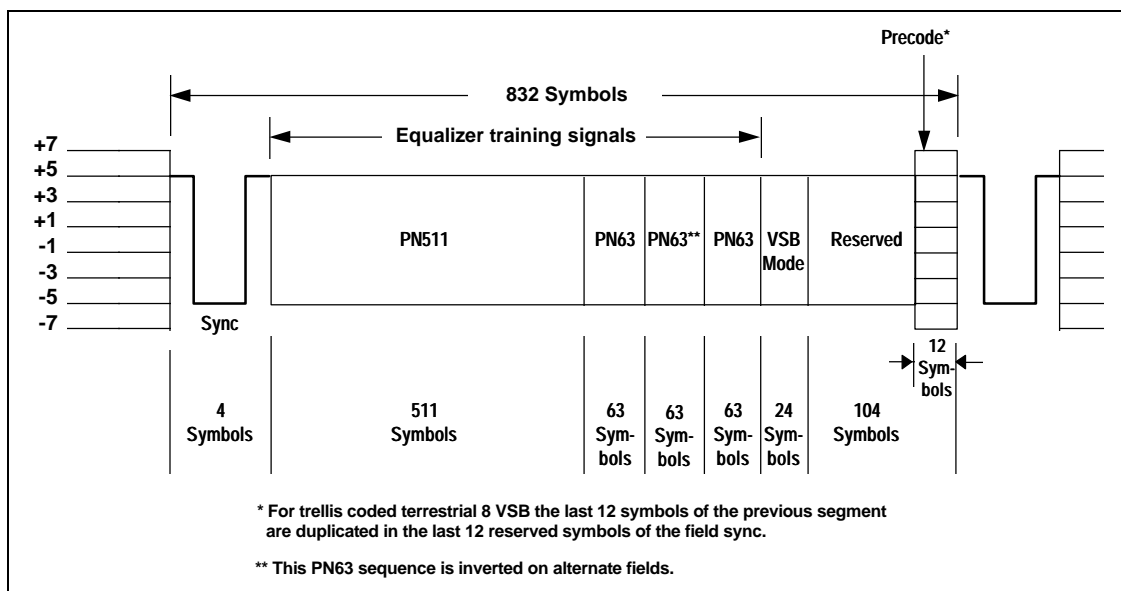 Precode*
832 Symbols
Equalizer training signals
+7
+5
+3
+1
-1
-3
-5
-7
Sync
PN511
PN63
PN63**
PN63
VSB
Mode
Reserved
4
Symbols
511
Symbols
63
Sym-
bols
63
Sym-
bols
63
Sym-
bols
24
Sym-
bols
104
Symbols
12
Sym-
bols
* For trellis coded terrestrial 8 VSB the last 12 symbols of the previous segment
are duplicated in the last 12 reserved symbols of the field sync.
** This PN63 sequence is inverted on alternate fields.